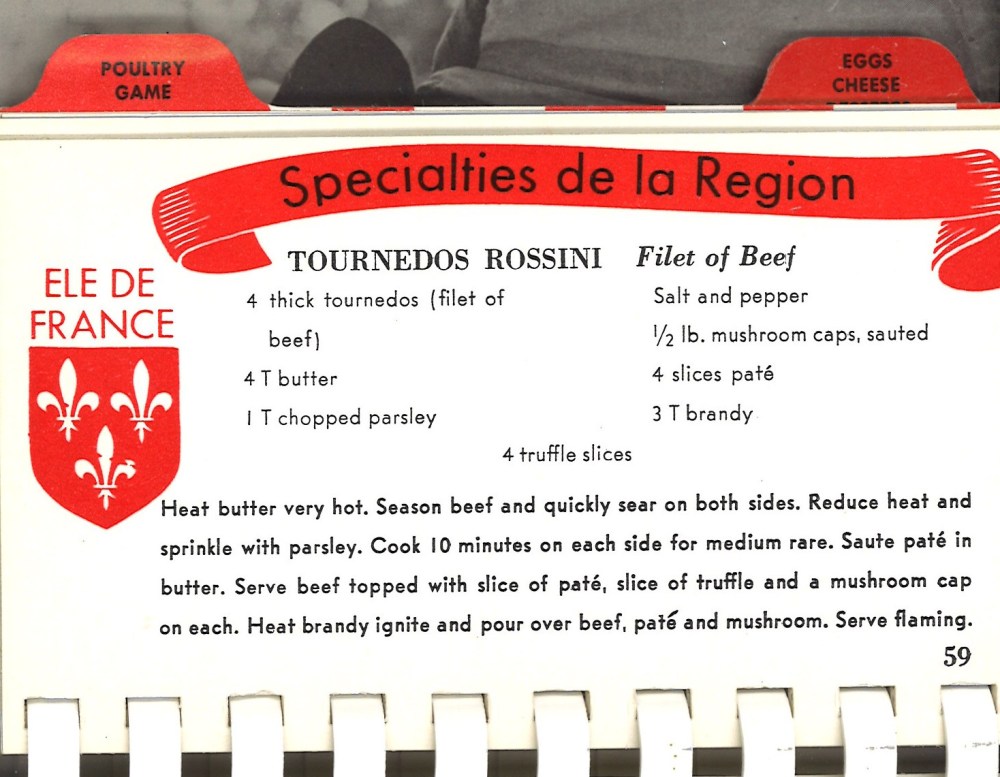 POULTRY
GAME
EGGS
CHEESE
Specialties de la Region
ELE DE
FRANCE
TOURNEDOS ROSSINI Filet of Beef
4 thick tournedos (filet of
beef)
4 T butter
1 T chopped parsley
Salt and pepper
1/2 lb. mushroom caps, sauted
4 slices paté
3 T brandy
4 truffle slices
Heat butter very hot. Season beef and quickly sear on both sides. Reduce heat and
sprinkle with parsley. Cook 10 minutes on each side for medium rare. Saute paté in
butter. Serve beef topped with slice of paté, slice of truffle and a mushroom cap
on each. Heat brandy ignite and pour over beef, paté and mushroom. Serve flaming.
59